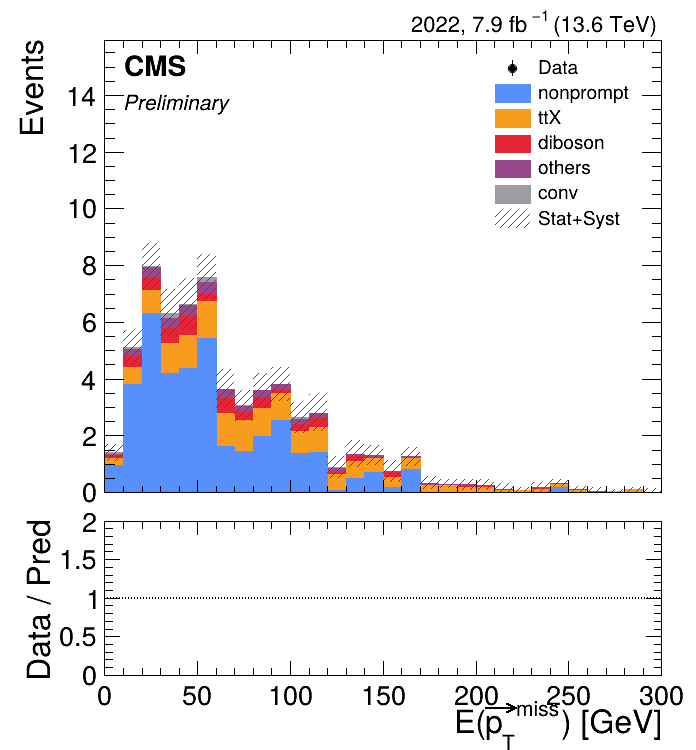 2022, 7.9 fb⁻¹ (13.6 TeV)
CMS
Preliminary
Data
nonprompt
ttX
diboson
others
conv
Stat+Syst
Events
14
12
10
8
6
4
2
0
Data / Pred
2
1.5
1
0.5
0
0 50 100 150 200 250 300
E(p⃗_T^miss) [GeV]